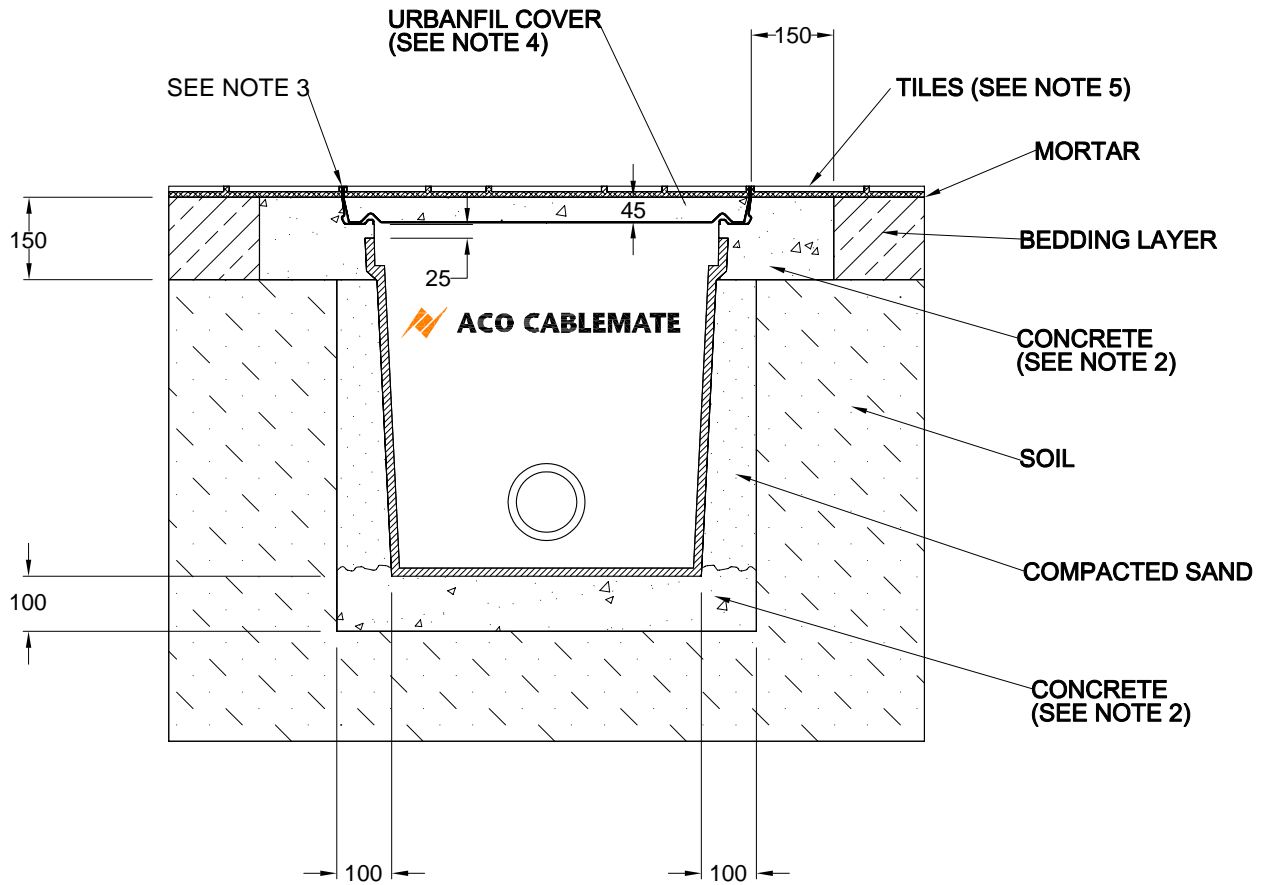 URBANFIL COVER
(SEE NOTE 4)
150
SEE NOTE 3
TILES (SEE NOTE 5)
MORTAR
45
150
BEDDING LAYER
25
ACO CABLEMATE
CONCRETE
(SEE NOTE 2)
SOIL
COMPACTED SAND
100
CONCRETE
(SEE NOTE 2)
100
100